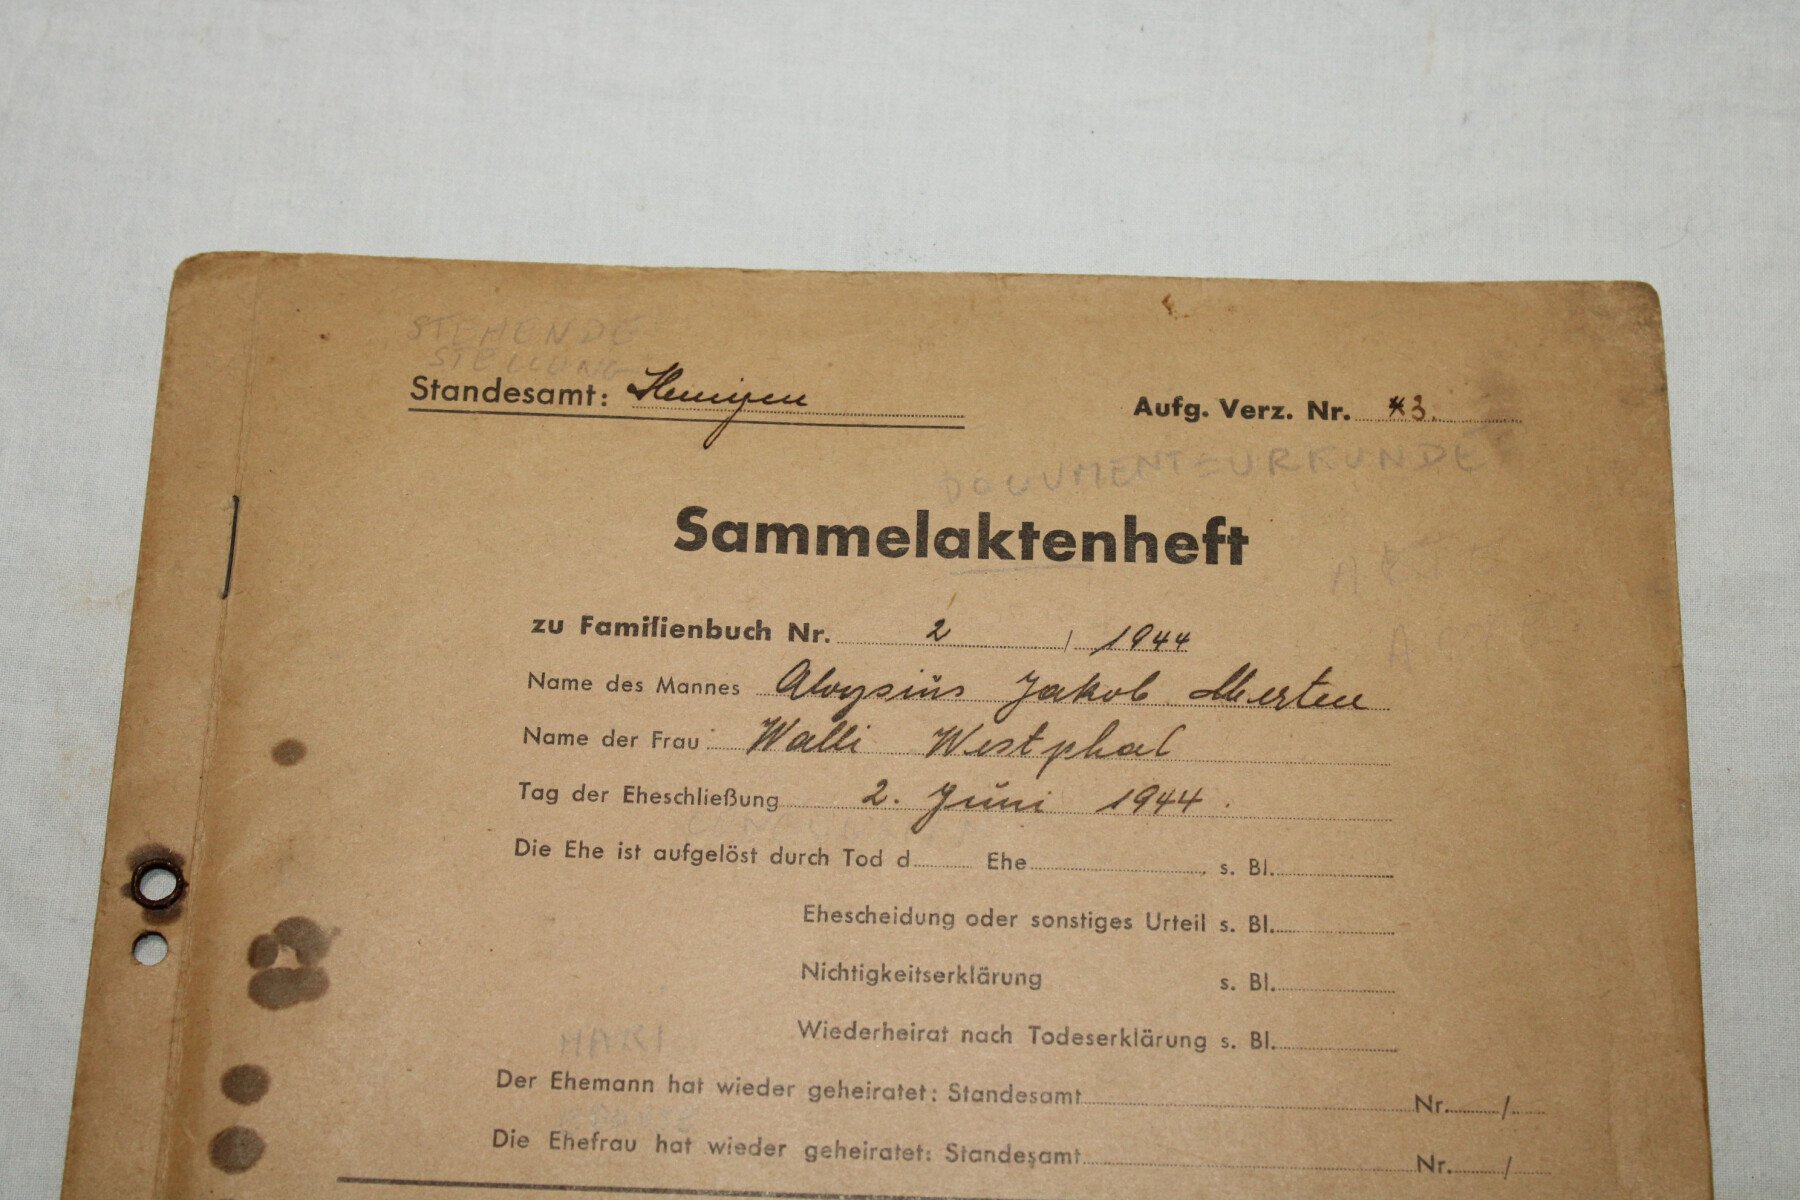 STEHENDE
STELLUNG
Standesamt:
Aufg. Verz. Nr. 3.
DOCUMENTEURKUNDE
Sammelaktenheft
zu Familienbuch Nr. 2 / 1944
Name des Mannes Aloysius Jakob Merten
Name der Frau Walli Westphal
Tag der Eheschließung 2. Juni 1944.
Die Ehe ist aufgelöst durch Tod d Ehe s. Bl.
Ehescheidung oder sonstiges Urteil s. Bl.
Nichtigkeitserklärung s. Bl.
Wiederheirat nach Todeserklärung s. Bl.
Der Ehemann hat wieder geheiratet: Standesamt Nr. /
Die Ehefrau hat wieder geheiratet: Standesamt Nr. /